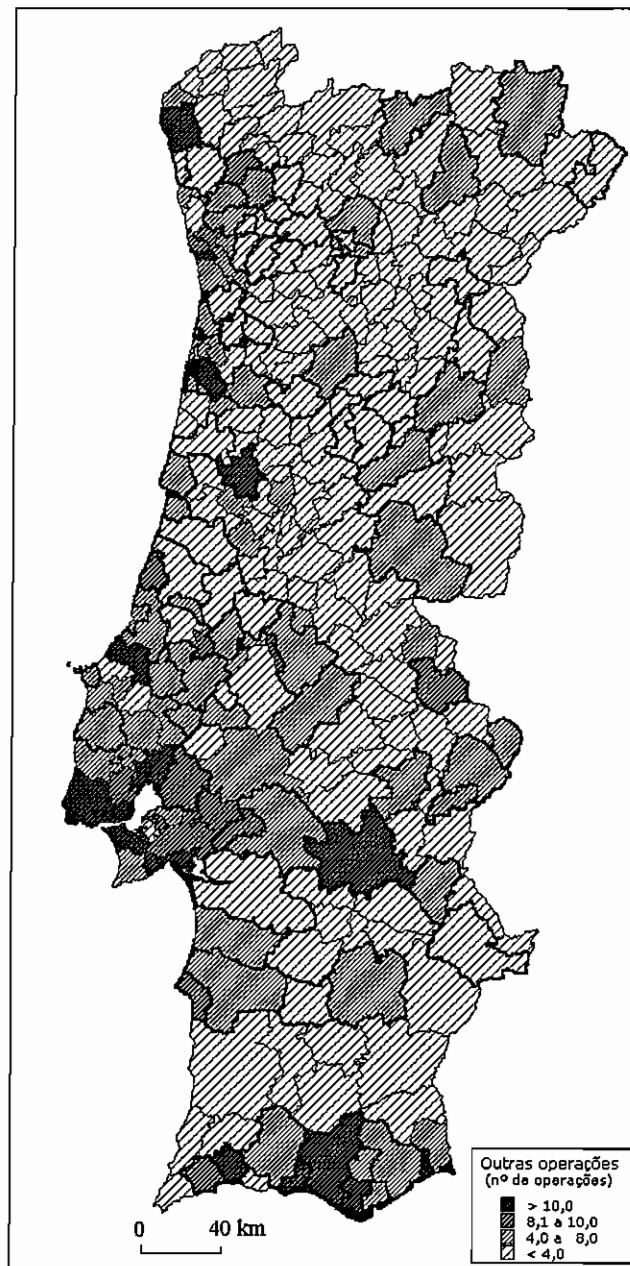 Outras operações
(nº de operações)
> 10,0
8,1 a 10,0
4,0 a 8,0
< 4,0
0 40 km